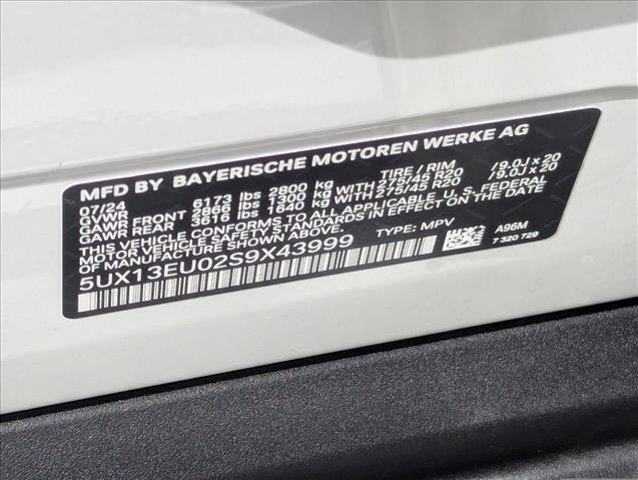 MFD BY BAYERISCHE MOTOREN WERKE AG
07/24 TIRE / RIM
GVWR 6173 lbs 2800 kg
GAWR FRONT 2866 lbs 1300 kg WITH 275/45 R20 /9.0J x 20
GAWR REAR 3616 lbs 1640 kg WITH 275/45 R20 /9.0J x 20
THIS VEHICLE CONFORMS TO ALL APPLICABLE U.S. FEDERAL
MOTOR VEHICLE SAFETY STANDARDS IN EFFECT ON THE DATE OF
MANUFACTURE SHOWN ABOVE.
5UX13EU02S9X43999 TYPE: MPV A96M
7 320 729